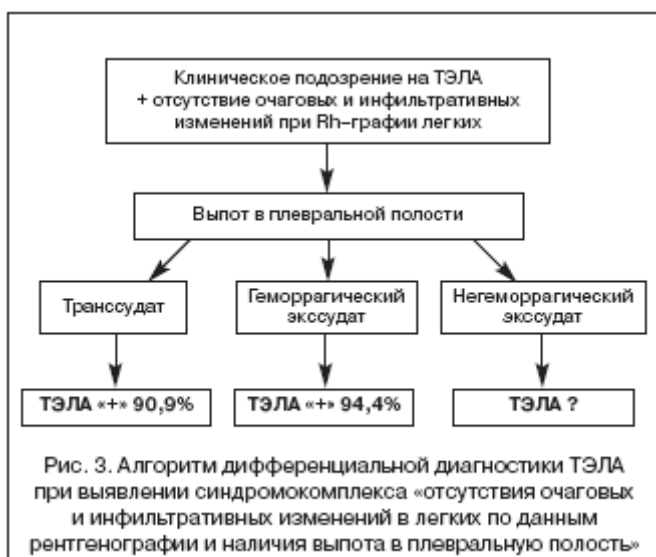 Клиническое подозрение на ТЭЛА
+ отсутствие очаговых и инфильтративных
изменений при Rh–графии легких
Выпот в плевральной полости
Транссудат
Геморрагический
экссудат
Негеморрагический
экссудат
ТЭЛА «+» 90,9%
ТЭЛА «+» 94,4%
ТЭЛА ?
Рис. 3. Алгоритм дифференциальной диагностики ТЭЛА
при выявлении синдромокомплекса «отсутствия очаговых
и инфильтративных изменений в легких по данным
рентгенографии и наличия выпота в плевральную полость»